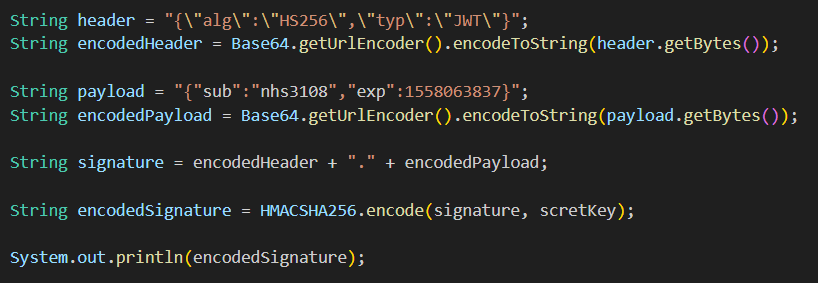 String header = "{\"alg\":\"HS256\",\"typ\":\"JWT\"}";
String encodedHeader = Base64.getUrlEncoder().encodeToString(header.getBytes());
String payload = "{"sub":"nhs3108","exp":1558063837}";
String encodedPayload = Base64.getUrlEncoder().encodeToString(payload.getBytes());
String signature = encodedHeader + "." + encodedPayload;
String encodedSignature = HMACSHA256.encode(signature, scretKey);
System.out.println(encodedSignature);